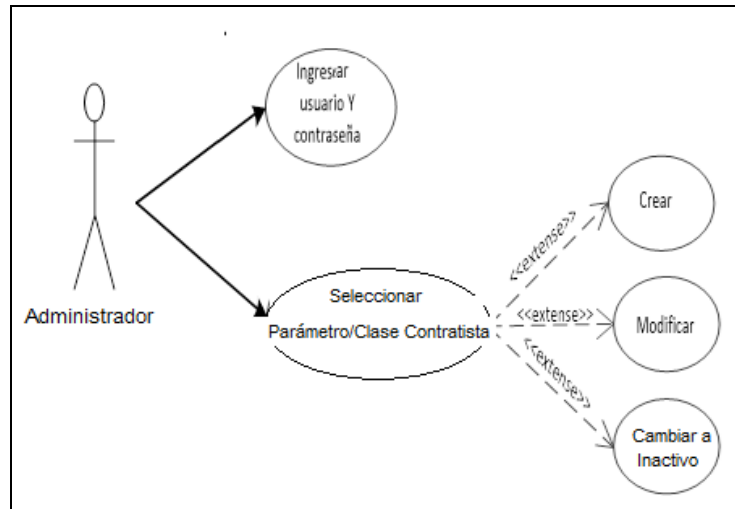 Ingresar
usuario Y
contraseña
Crear
<<extense>>
Seleccionar
Parámetro/Clase Contratista
<<extense>>
Modificar
Administrador
<<extense>>
Cambiar a
Inactivo